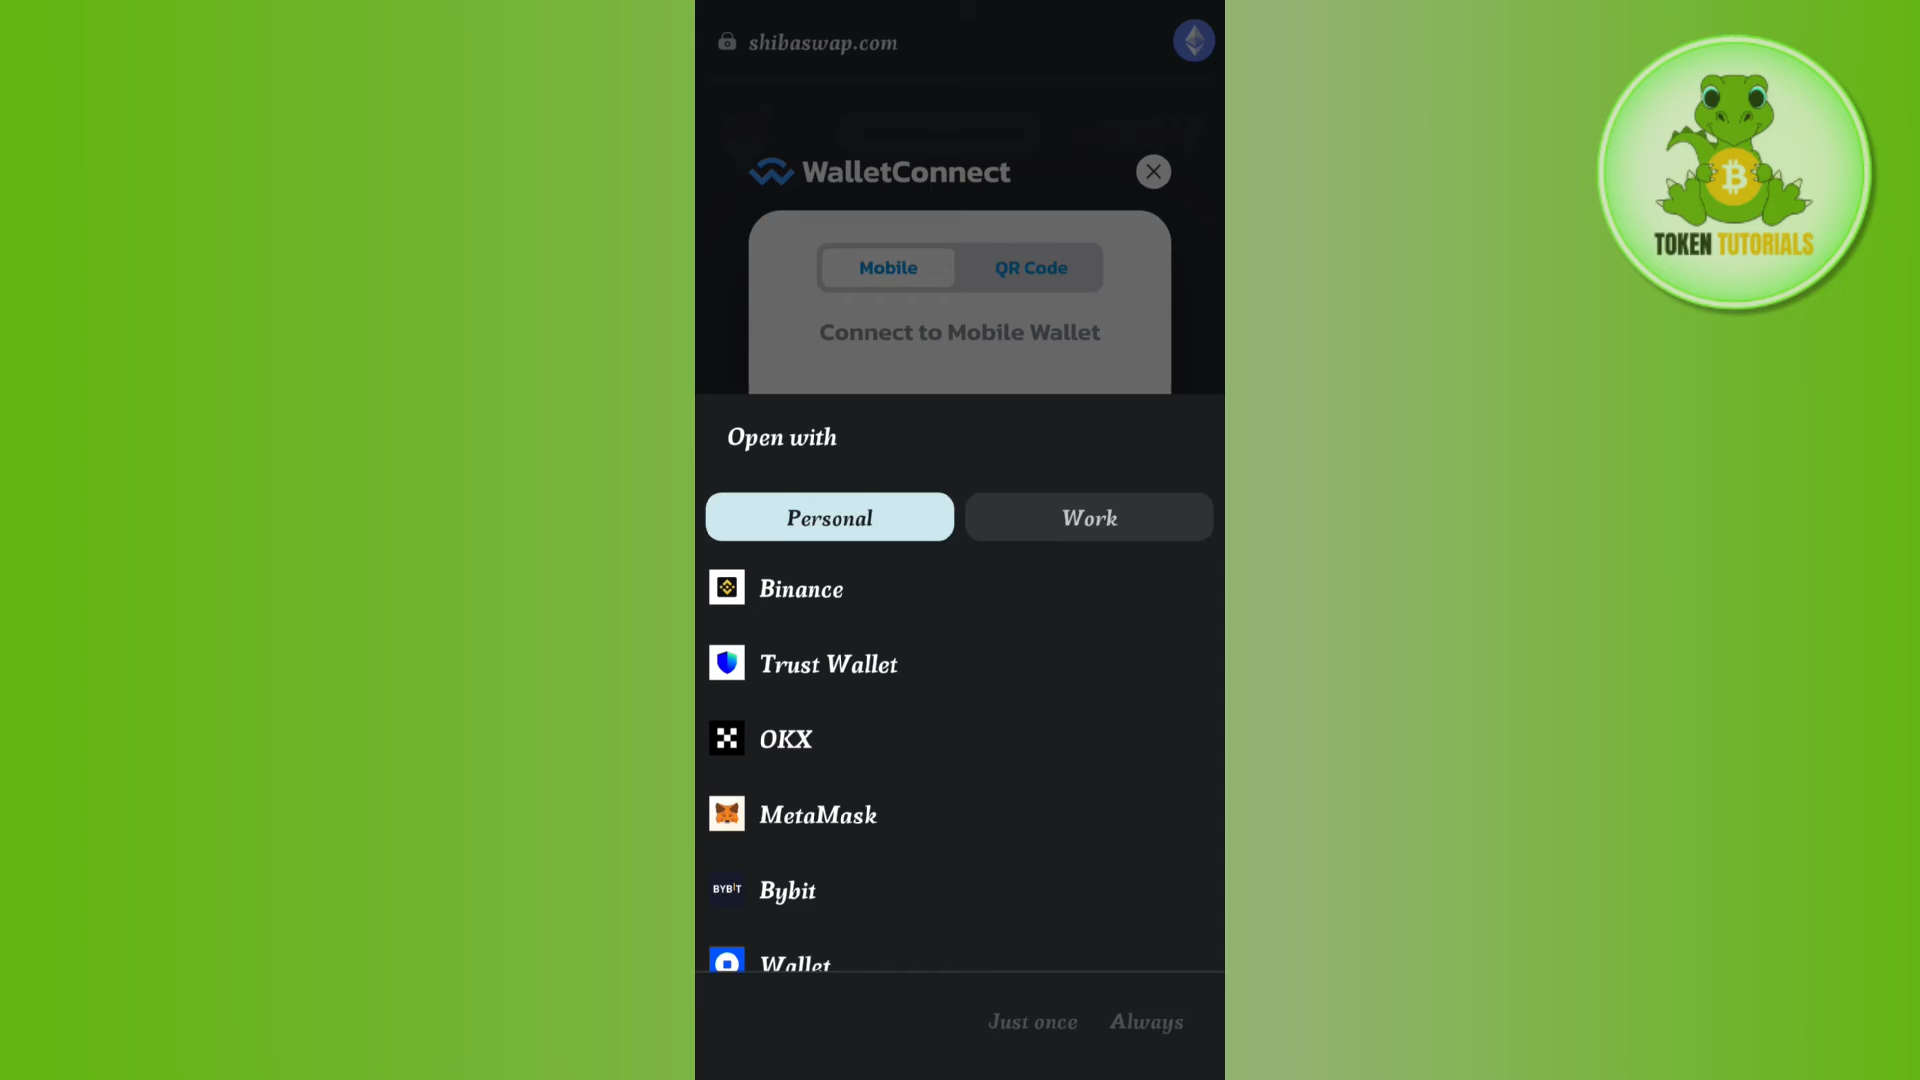 shibaswap.com
WalletConnect
Mobile
QR Code
Connect to Mobile Wallet
Open with
Personal
Work
Binance
Trust Wallet
OKX
MetaMask
BYBIT
Bybit
Wallet
Just once
Always
TOKEN TUTORIALS